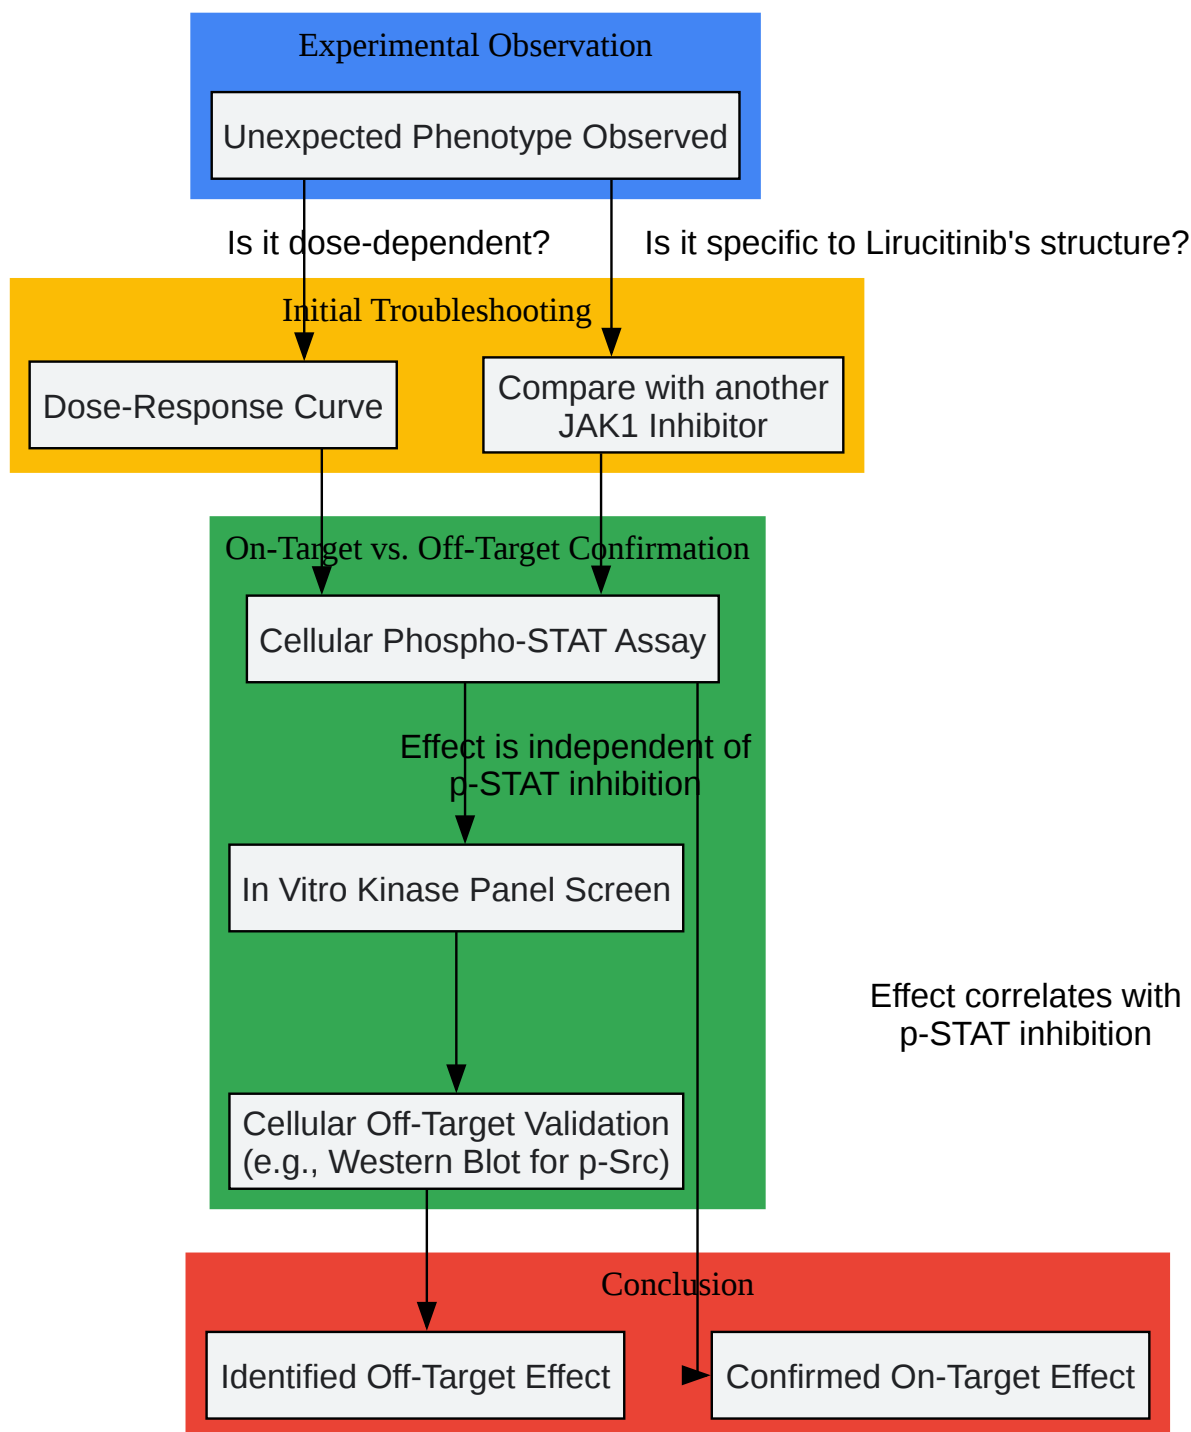 Experimental Observation
Unexpected Phenotype Observed
Is it dose-dependent?
Is it specific to Lirucitinib's structure?
Initial Troubleshooting
Dose-Response Curve
Compare with another
JAK1 Inhibitor
On-Target vs. Off-Target Confirmation
Cellular Phospho-STAT Assay
Effect is independent of
p-STAT inhibition
In Vitro Kinase Panel Screen
Effect correlates with
p-STAT inhibition
Cellular Off-Target Validation
(e.g., Western Blot for p-Src)
Conclusion
Identified Off-Target Effect
Confirmed On-Target Effect